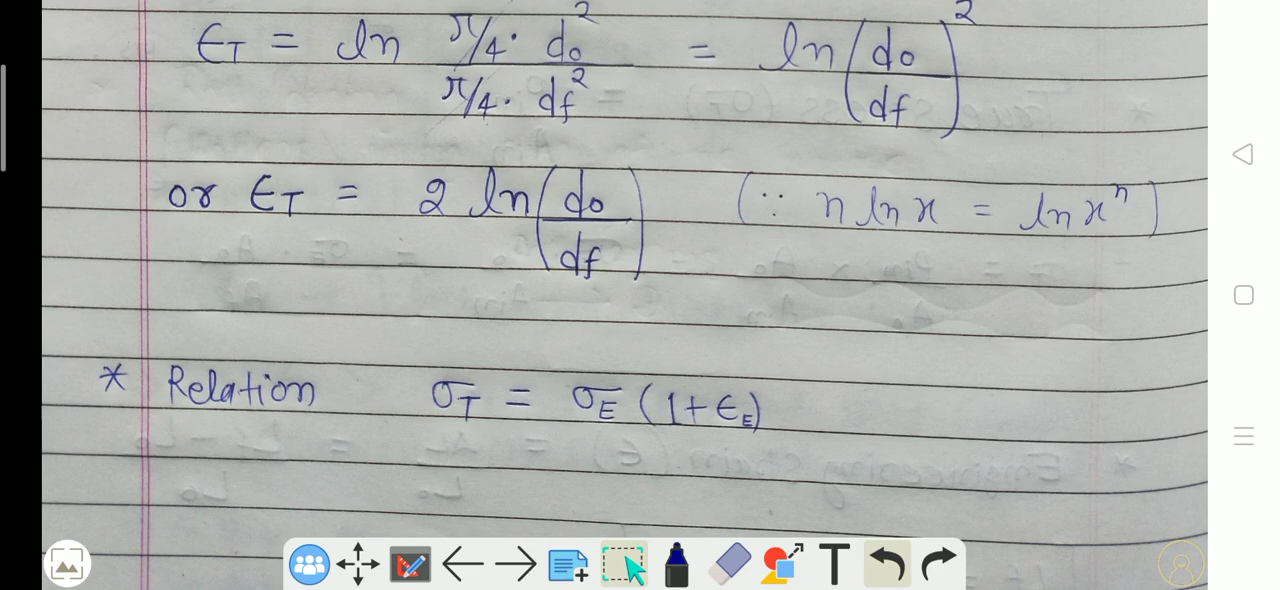 ϵT = ln π/4. do² / π/4. df² = ln (do/df)²
or ϵT = 2 ln (do/df) (∵ n ln x = ln xⁿ)
* Relation σT = σE (1+ϵE)
T